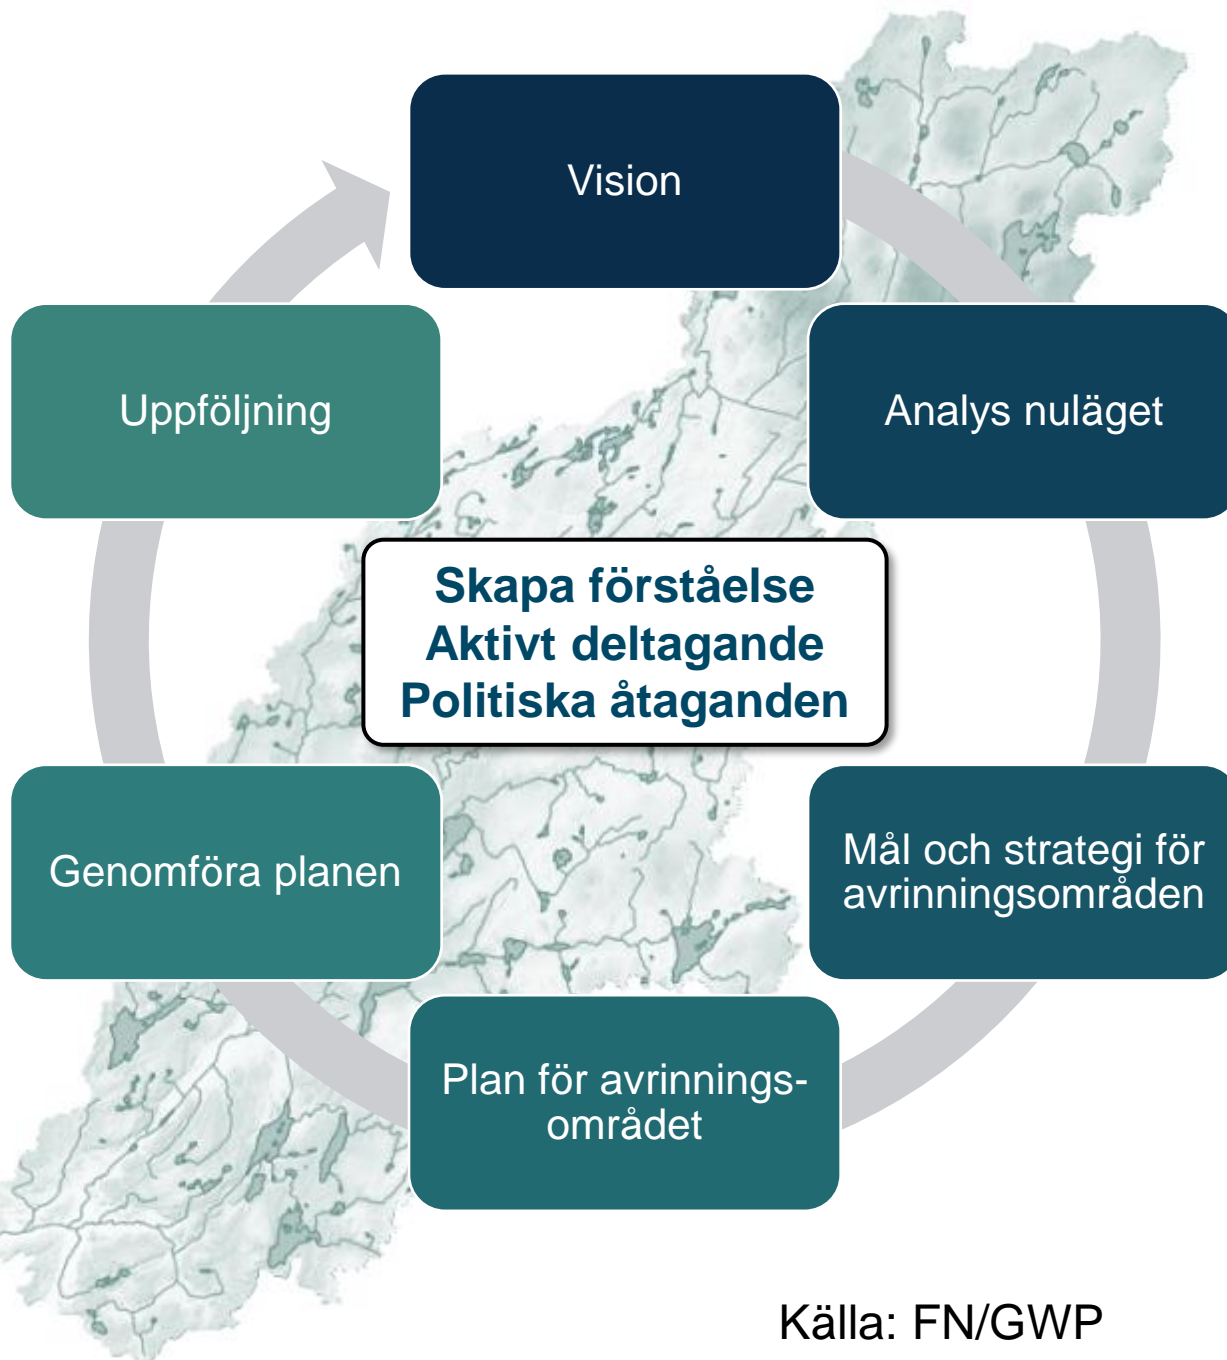 Vision
Analys nuläget
Mål och strategi för
avrinningsområden
Plan för avrinnings-
området
Genomföra planen
Uppföljning
Skapa förståelse
Aktivt deltagande
Politiska åtaganden
Källa: FN/GWP